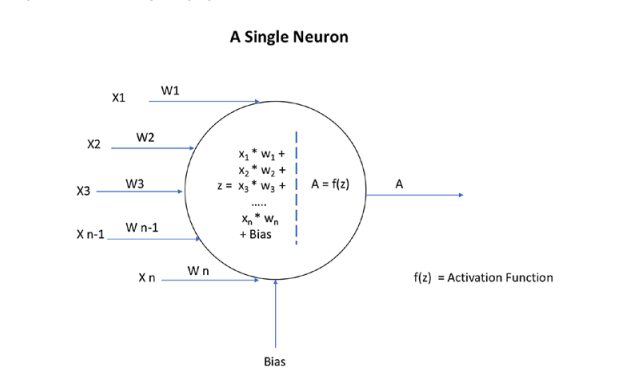 A Single Neuron
X1
W1
X2
W2
X3
W3
X n-1
W n-1
X n
W n
x₁ * w₁ +
x₂ * w₂ +
z = x₃ * w₃ +
.....
xₙ * wₙ
+ Bias
A = f(z)
A
f(z) = Activation Function
Bias